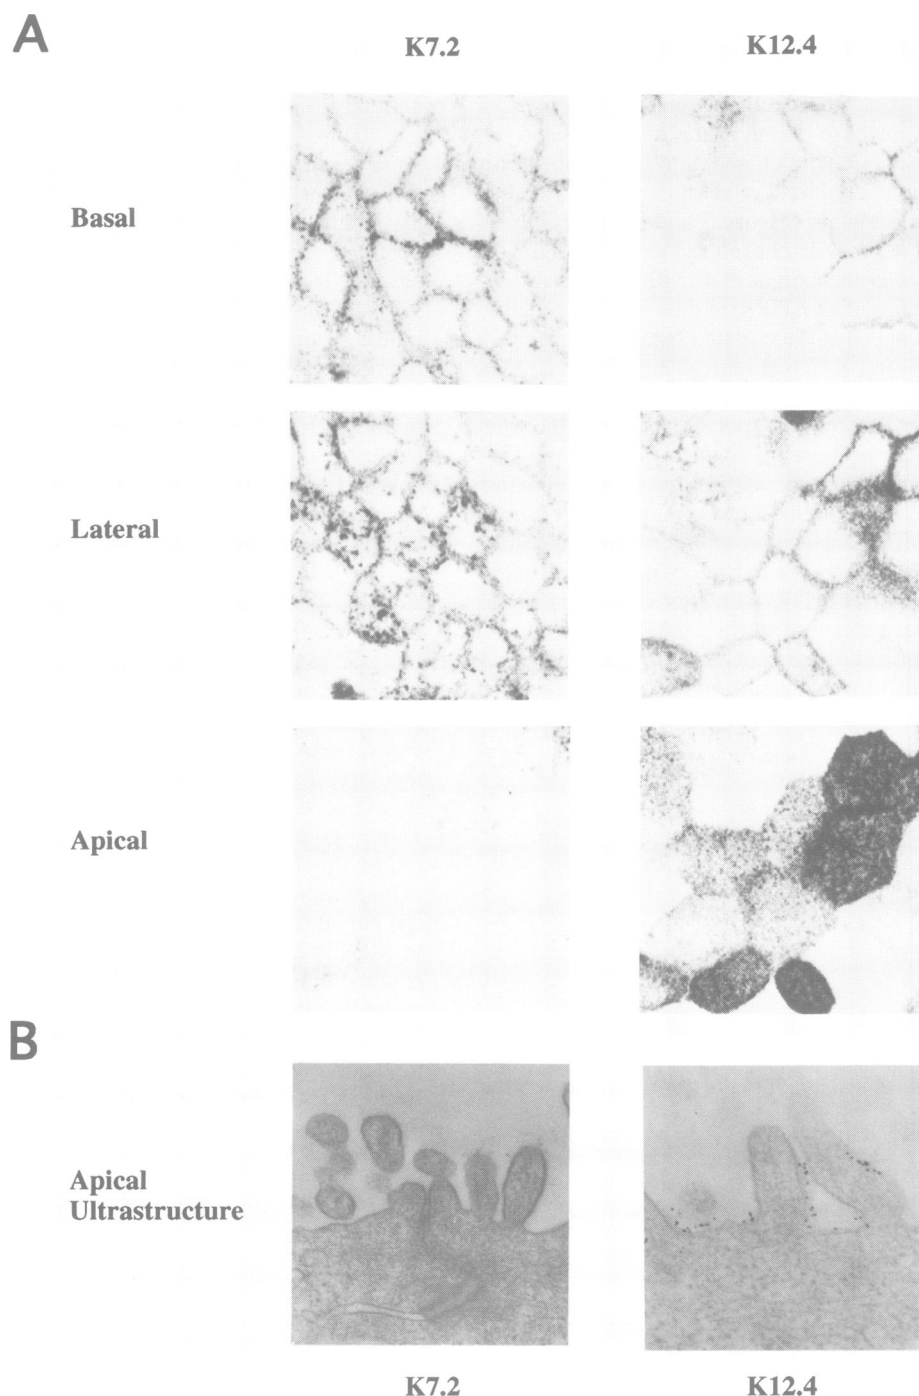 A
K7.2 K12.4
Basal
Lateral
Apical
B
Apical
Ultrastructure
K7.2 K12.4